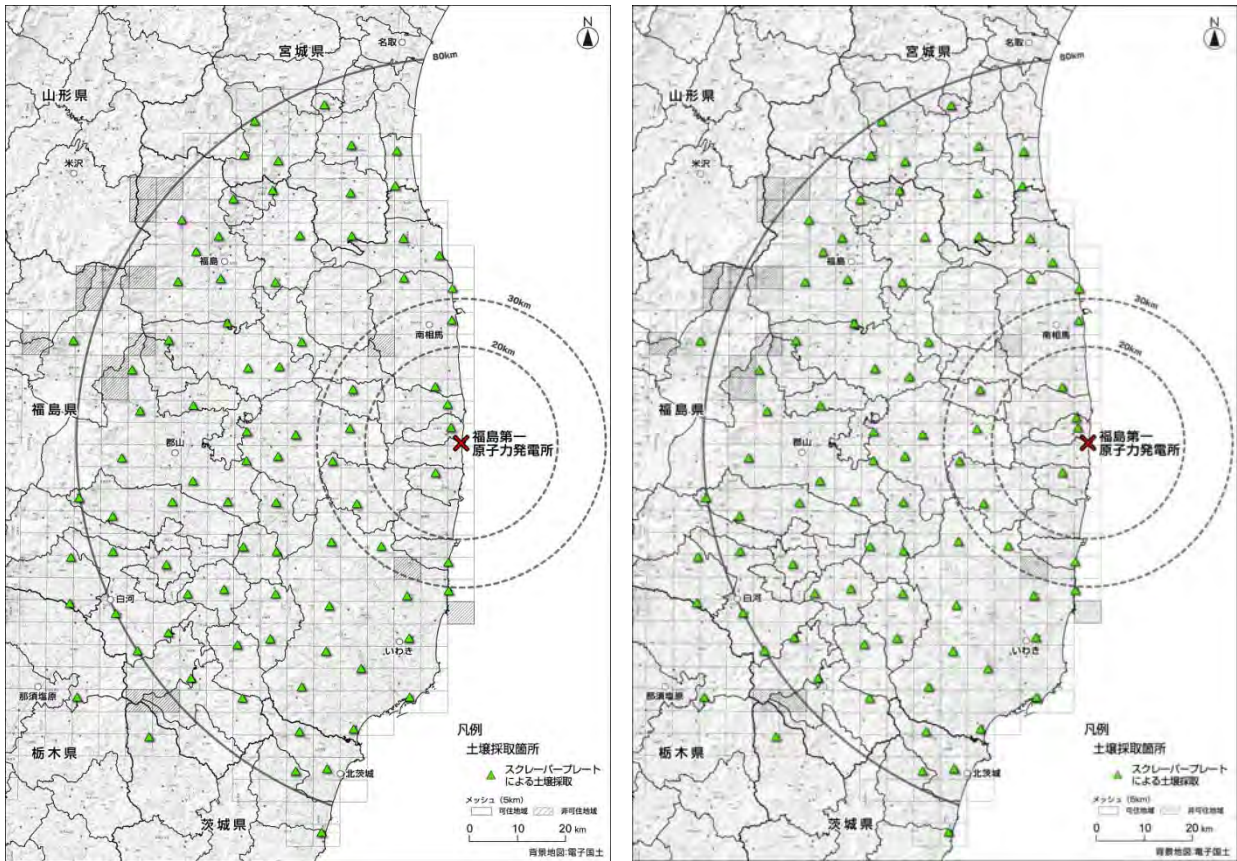 N
宮城県
名取
80km
山形県
米沢
福島
30km
南相馬
20km
福島県
郡山
福島第一
原子力発電所
白河
いわき
那須塩原
凡例
土壌採取箇所
栃木県
スクレーパープレート
による土壌採取
北茨城
メッシュ (5km)
可住地域 非可住地域
茨城県
0 10 20 km
背景地図:電子国土
N
宮城県
名取
80km
山形県
米沢
福島
30km
南相馬
20km
福島県
郡山
福島第一
原子力発電所
白河
いわき
那須塩原
凡例
土壌採取箇所
栃木県
スクレーパープレート
による土壌採取
北茨城
メッシュ (5km)
可住地域 非可住地域
茨城県
0 10 20 km
背景地図:電子国土